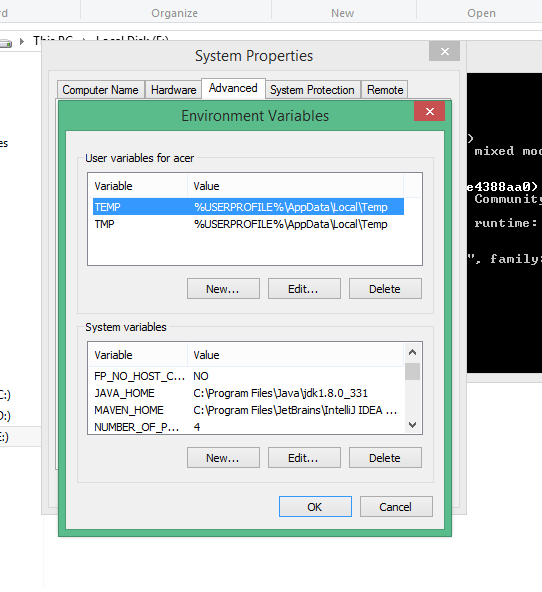 Organize New Open
This PC Local Disk (E:)
System Properties
Computer Name Hardware Advanced System Protection Remote
Environment Variables
User variables for acer
Variable Value
TEMP %USERPROFILE%\AppData\Local\Temp
TMP %USERPROFILE%\AppData\Local\Temp
New... Edit... Delete
System variables
Variable Value
FP_NO_HOST_C... NO
JAVA_HOME C:\Program Files\Java\jdk1.8.0_331
MAVEN_HOME C:\Program Files\JetBrains\IntelliJ IDEA ...
NUMBER_OF_P... 4
New... Edit... Delete
OK Cancel
)
mixed mod
e4388aa0)
Community
runtime:
", family:
C:)
D:)
E:)